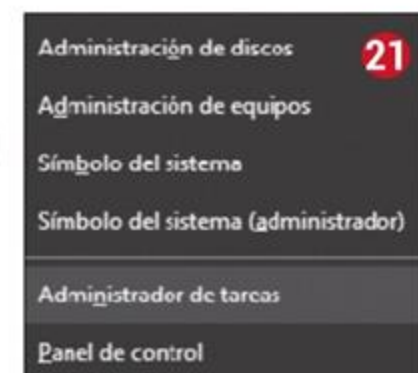 Administración de discos
21
Administración de equipos
Símbolo del sistema
Símbolo del sistema (administrador)
Administrador de tareas
Panel de control